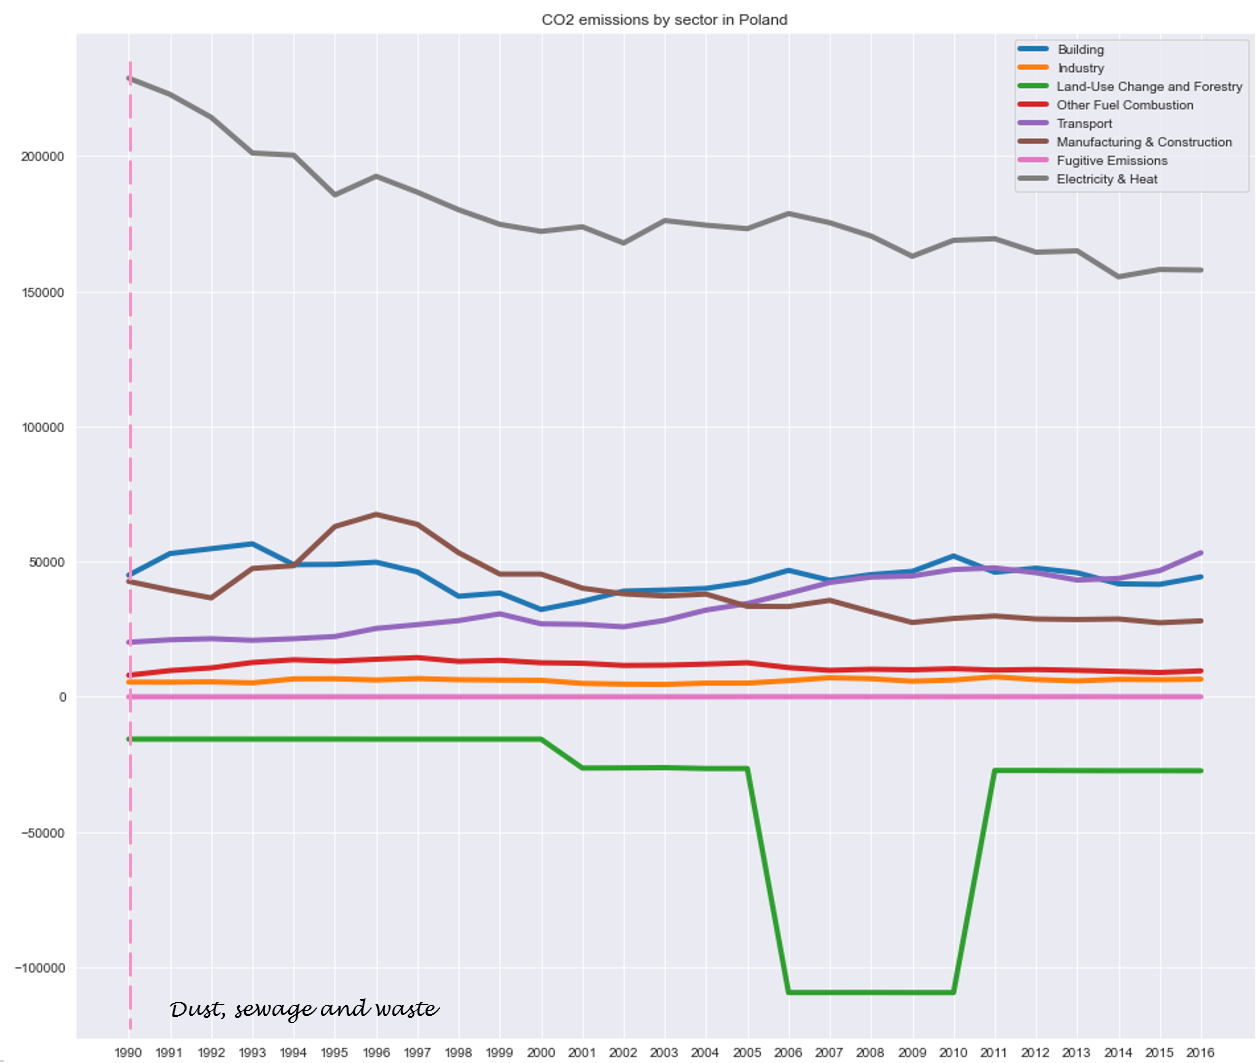 CO2 emissions by sector in Poland
Building
Industry
Land-Use Change and Forestry
Other Fuel Combustion
Transport
Manufacturing & Construction
Fugitive Emissions
Electricity & Heat
200000
150000
100000
50000
0
−50000
−100000
Dust, sewage and waste
1990 1991 1992 1993 1994 1995 1996 1997 1998 1999 2000 2001 2002 2003 2004 2005 2006 2007 2008 2009 2010 2011 2012 2013 2014 2015 2016